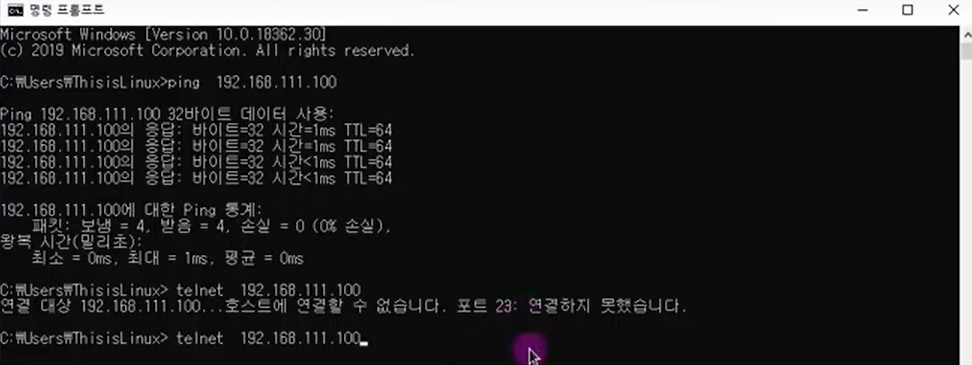 명령 프롬프트
Microsoft Windows [Version 10.0.18362.30]
(c) 2019 Microsoft Corporation. All rights reserved.
C:₩Users₩ThisisLinux>ping  192.168.111.100
Ping 192.168.111.100 32바이트 데이터 사용:
192.168.111.100의 응답: 바이트=32 시간=1ms TTL=64
192.168.111.100의 응답: 바이트=32 시간=1ms TTL=64
192.168.111.100의 응답: 바이트=32 시간<1ms TTL=64
192.168.111.100의 응답: 바이트=32 시간<1ms TTL=64
192.168.111.100에 대한 Ping 통계:
패킷: 보냄 = 4, 받음 = 4, 손실 = 0 (0% 손실),
왕복 시간(밀리초):
최소 = 0ms, 최대 = 1ms, 평균 = 0ms
C:₩Users₩ThisisLinux> telnet  192.168.111.100
연결 대상 192.168.111.100...호스트에 연결할 수 없습니다. 포트 23: 연결하지 못했습니다.
C:₩Users₩ThisisLinux> telnet  192.168.111.100_